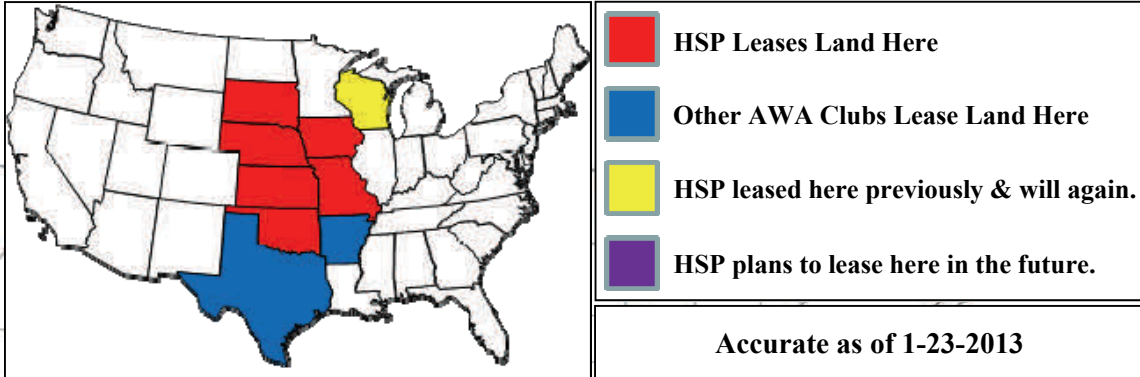 HSP Leases Land Here
Other AWA Clubs Lease Land Here
HSP leased here previously & will again.
HSP plans to lease here in the future.
Accurate as of 1-23-2013